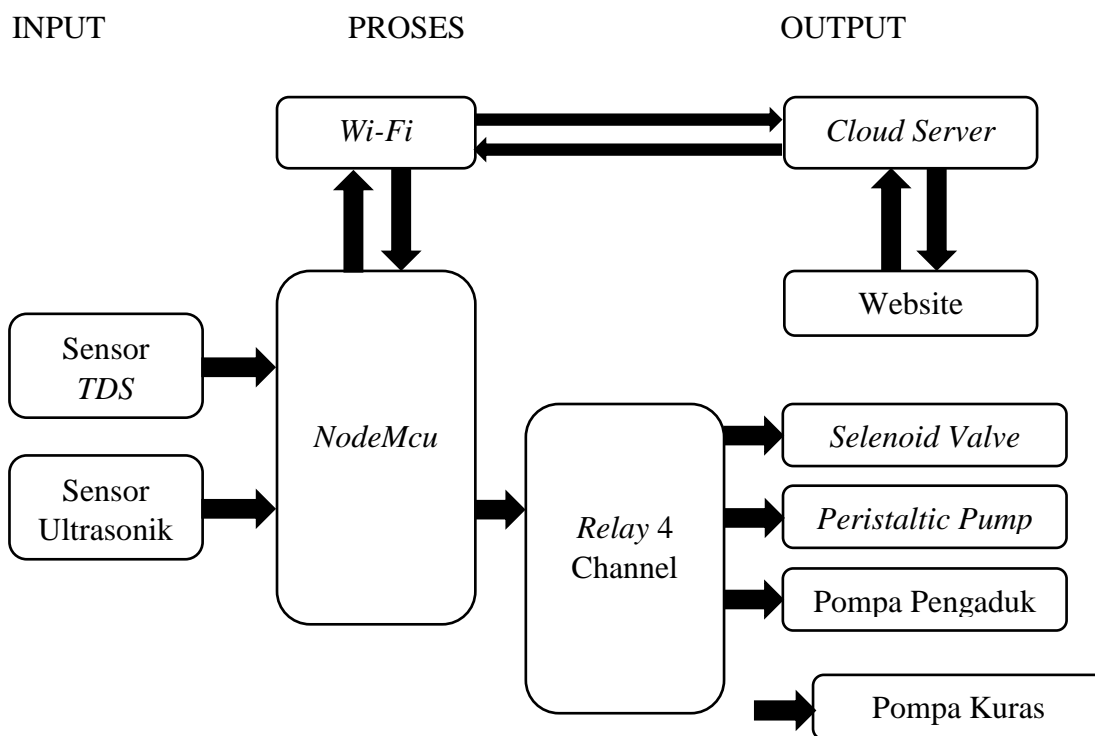 INPUT PROSES OUTPUT
Wi-Fi
Cloud Server
Website
Sensor
TDS
Sensor
Ultrasonik
NodeMcu
Relay 4
Channel
Selenoid Valve
Peristaltic Pump
Pompa Pengaduk
Pompa Kuras